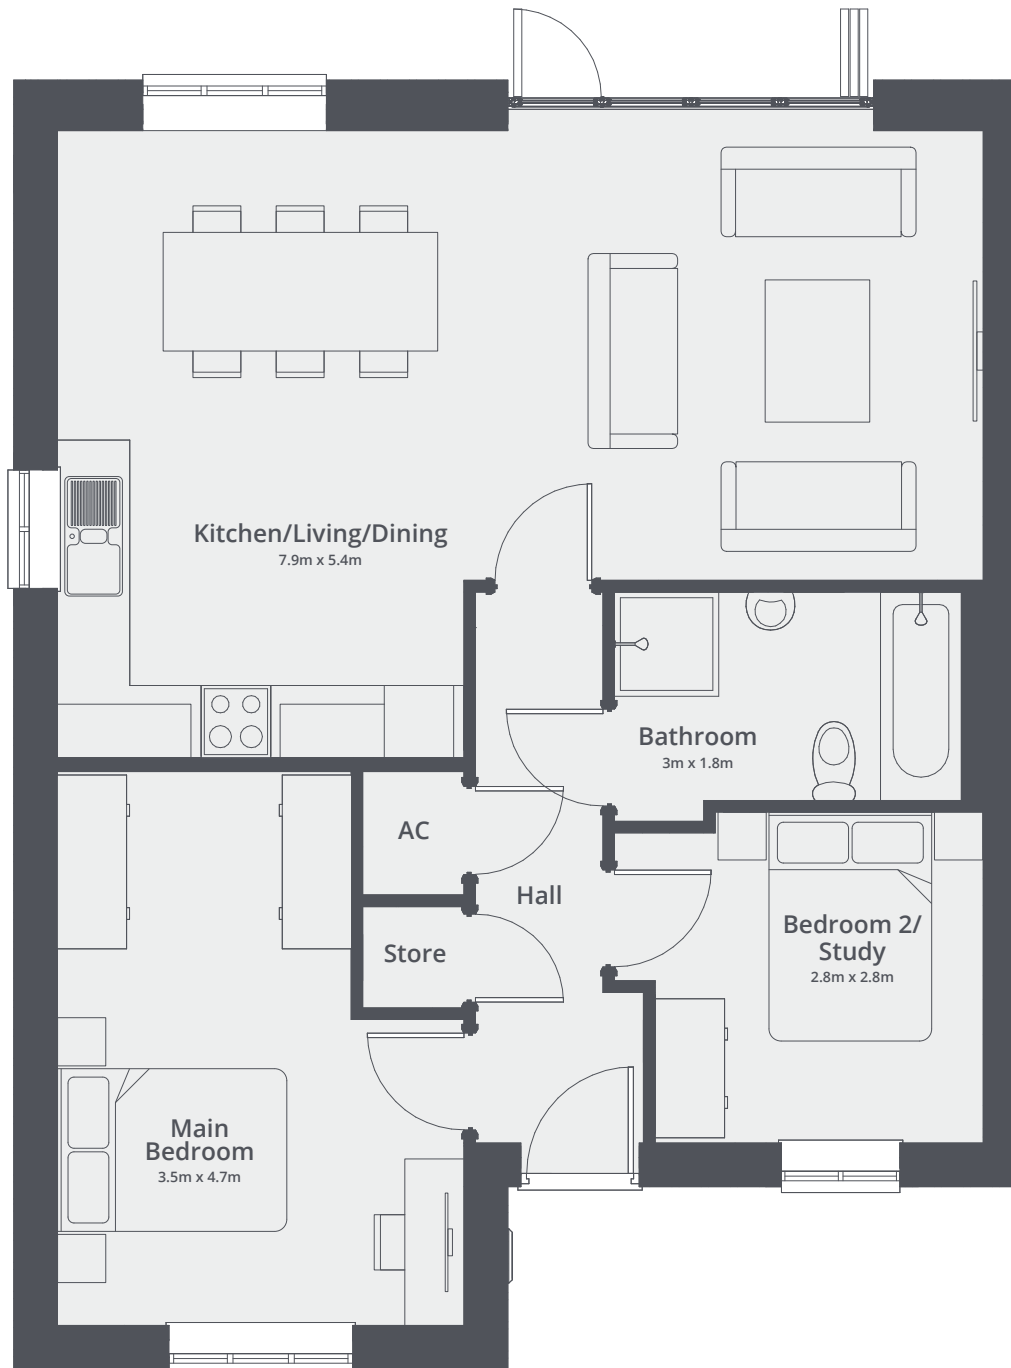 Kitchen/Living/Dining
7.9m x 5.4m
Bathroom
3m x 1.8m
AC
Hall
Store
Bedroom 2/
Study
2.8m x 2.8m
Main
Bedroom
3.5m x 4.7m